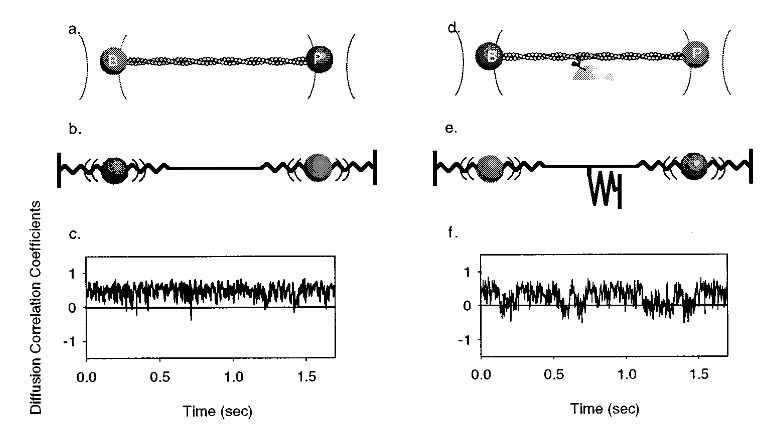 a.
d.
B P
B P
b.
e.
c.
f.
Diffusion Correlation Coefficients
1
0
-1
0.0 0.5 1.0 1.5
Time (sec)
1
0
-1
0.0 0.5 1.0 1.5
Time (sec)